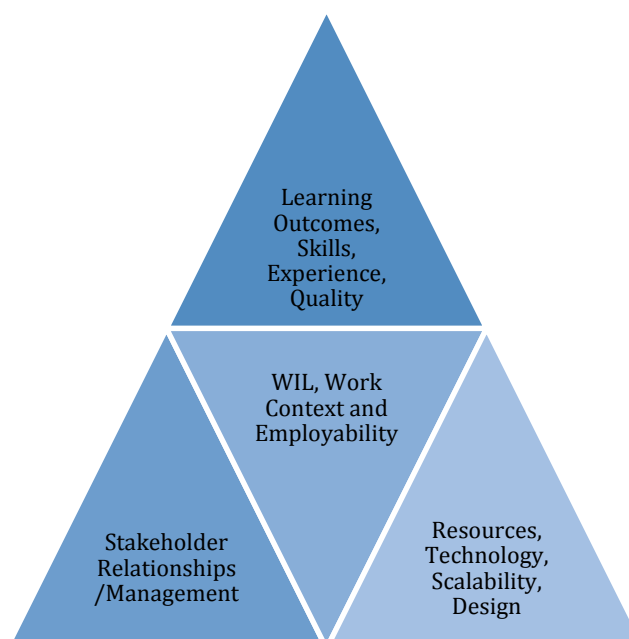 Learning
Outcomes,
Skills,
Experience,
Quality
WIL, Work
Context and
Employability
Stakeholder
Relationships
/Management
Resources,
Technology,
Scalability,
Design